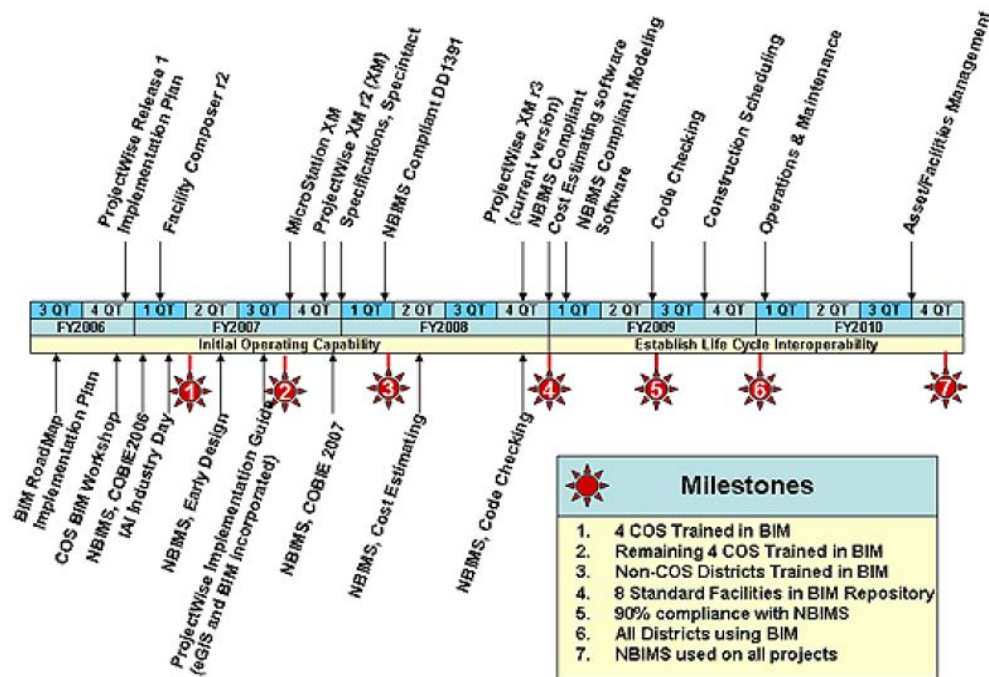 ProjectWise Release 1
Implementation Plan
Facility Composer r2
MicroStation XM
ProjectWise XM r2 (XM)
Specifications, Specintact
NBIMS Compliant DD1391
ProjectWise XM r3
(current version)
NBIMS Compliant
Cost Estimating software
NBIMS Compliant Modeling
Software
Code Checking
Construction Scheduling
Operations & Maintenance
Asset/Facilities Management
3 QT 4 QT 1 QT 2 QT 3 QT 4 QT 1 QT 2 QT 3 QT 4 QT 1 QT 2 QT 3 QT 4 QT 1 QT 2 QT 3 QT 4 QT
FY2006 FY2007 FY2008 FY2009 FY2010
Initial Operating Capability Establish Life Cycle Interoperability
1 2 3 4 5 6 7
BIM RoadMap
Implementation Plan
COS BIM Workshop
NBIMS, COBIE2006
IAI Industry Day
NBIMS, Early Design
ProjectWise Implementation Guide
(eGIS and BIM Incorporated)
NBIMS, COBIE 2007
NBIMS, Cost Estimating
NBIMS, Code Checking
Milestones
1. 4 COS Trained in BIM
2. Remaining 4 COS Trained in BIM
3. Non-COS Districts Trained in BIM
4. 8 Standard Facilities in BIM Repository
5. 90% compliance with NBIMS
6. All Districts using BIM
7. NBIMS used on all projects